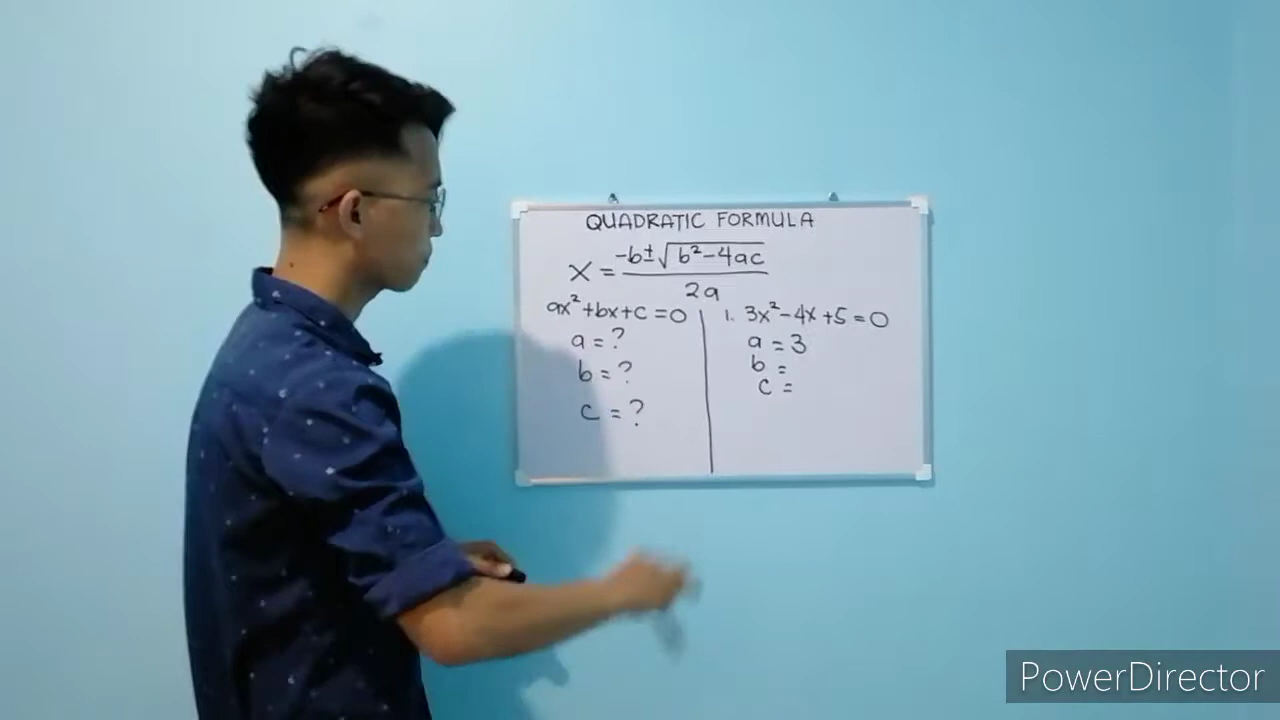 QUADRATIC FORMULA
x = -b ± √(b² - 4ac) / 2a
ax² + bx + c = 0
a = ?
b = ?
c = ?
1. 3x² - 4x + 5 = 0
a = 3
b =
c =
PowerDirector